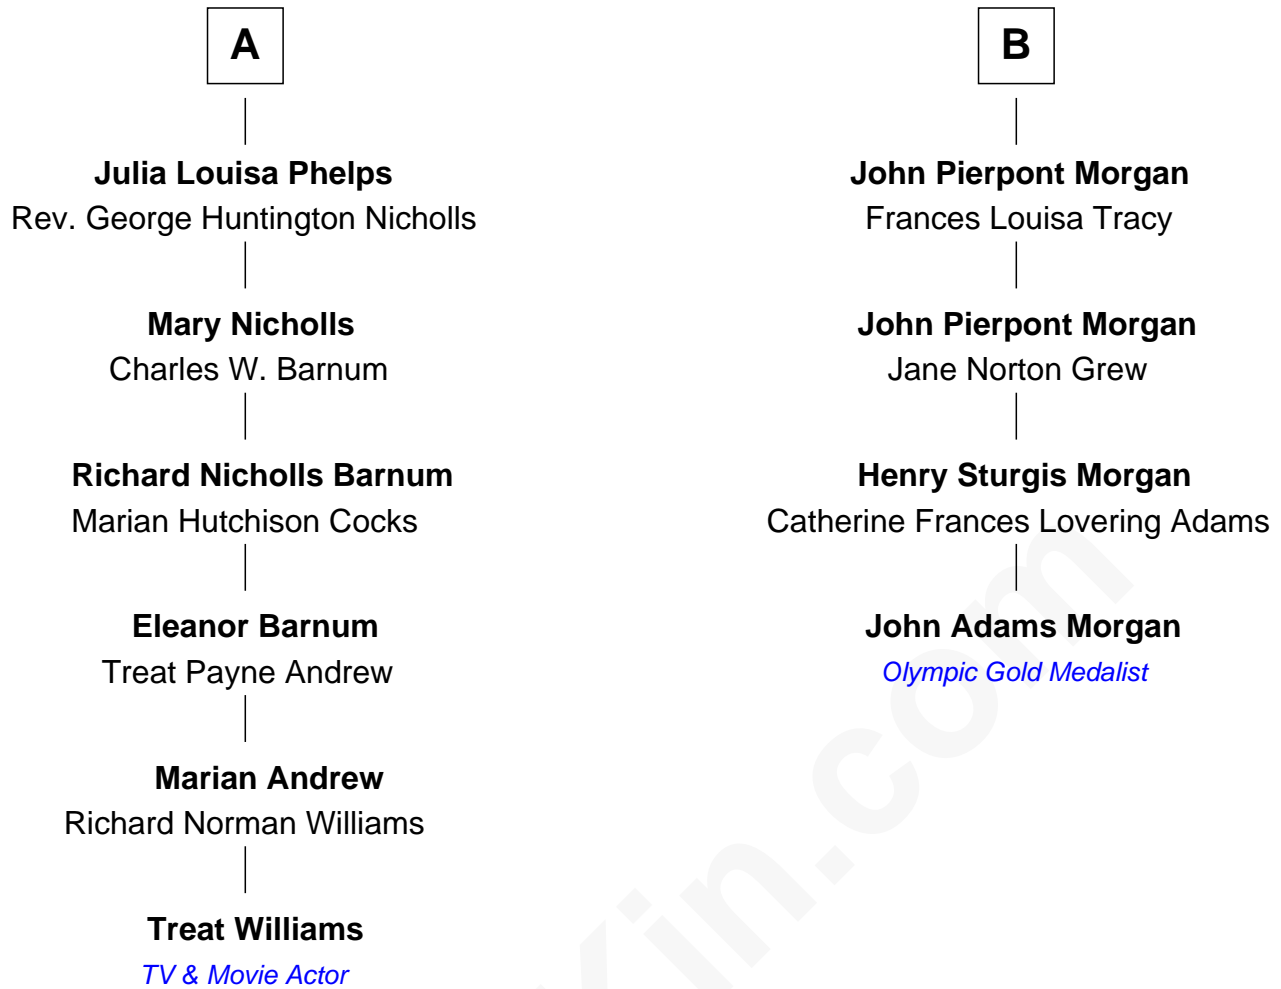 A
Julia Louisa Phelps
Rev. George Huntington Nicholls
Mary Nicholls
Charles W. Barnum
Richard Nicholls Barnum
Marian Hutchison Cocks
Eleanor Barnum
Treat Payne Andrew
Marian Andrew
Richard Norman Williams
Treat Williams
TV & Movie Actor
B
John Pierpont Morgan
Frances Louisa Tracy
John Pierpont Morgan
Jane Norton Grew
Henry Sturgis Morgan
Catherine Frances Lovering Adams
John Adams Morgan
Olympic Gold Medalist
Kin.com